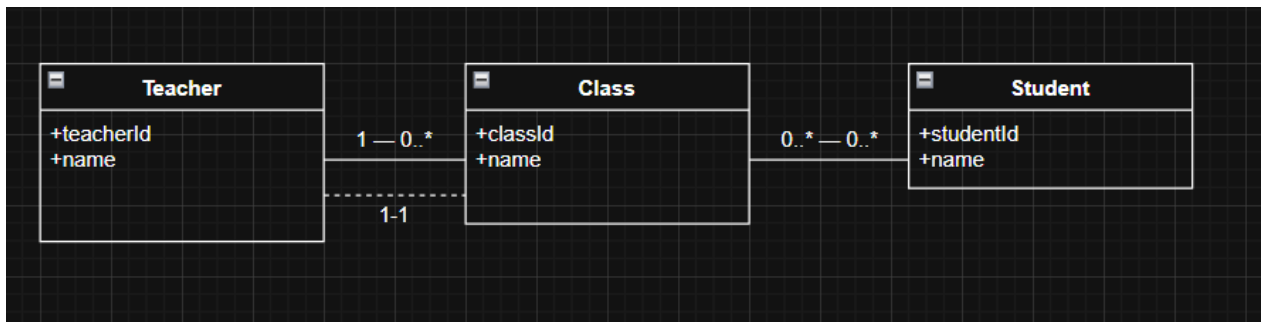 Teacher
+teacherId
+name
1 — 0..*
1-1
Class
+classId
+name
0..* — 0..*
Student
+studentId
+name